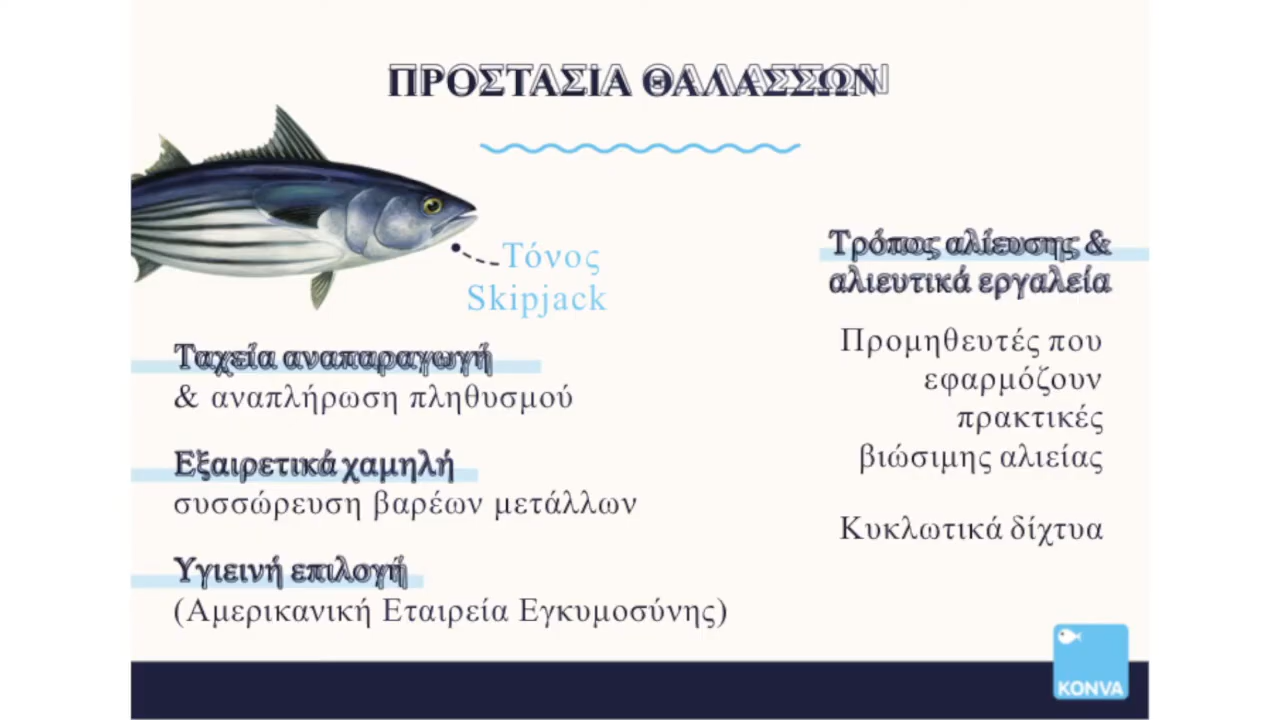 ΠΡΟΣΤΑΣΙΑ ΘΑΛΑΣΣΩΝ
Τόνος
Skipjack
Ταχεία αναπαραγωγή
& αναπλήρωση πληθυσμού
Εξαιρετικά χαμηλή
συσσώρευση βαρέων μετάλλων
Υγιεινή επιλογή
(Αμερικανική Εταιρεία Εγκυμοσύνης)
Τρόπος αλίευσης &
αλιευτικά εργαλεία
Προμηθευτές που
εφαρμόζουν
πρακτικές
βιώσιμης αλιείας
Κυκλωτικά δίχτυα
KONVA